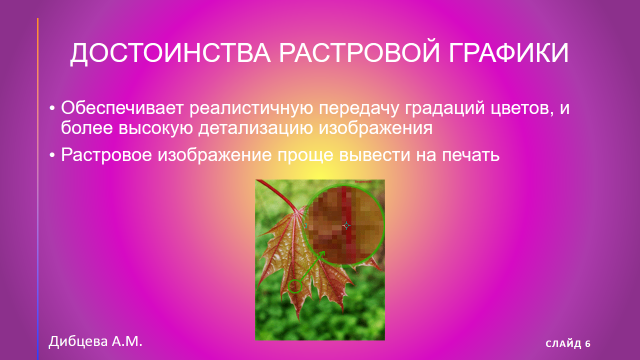 ДОСТОИНСТВА РАСТРОВОЙ ГРАФИКИ
• Обеспечивает реалистичную передачу градаций цветов, и
более высокую детализацию изображения
• Растровое изображение проще вывести на печать
Дибцева А.М.
СЛАЙД 6